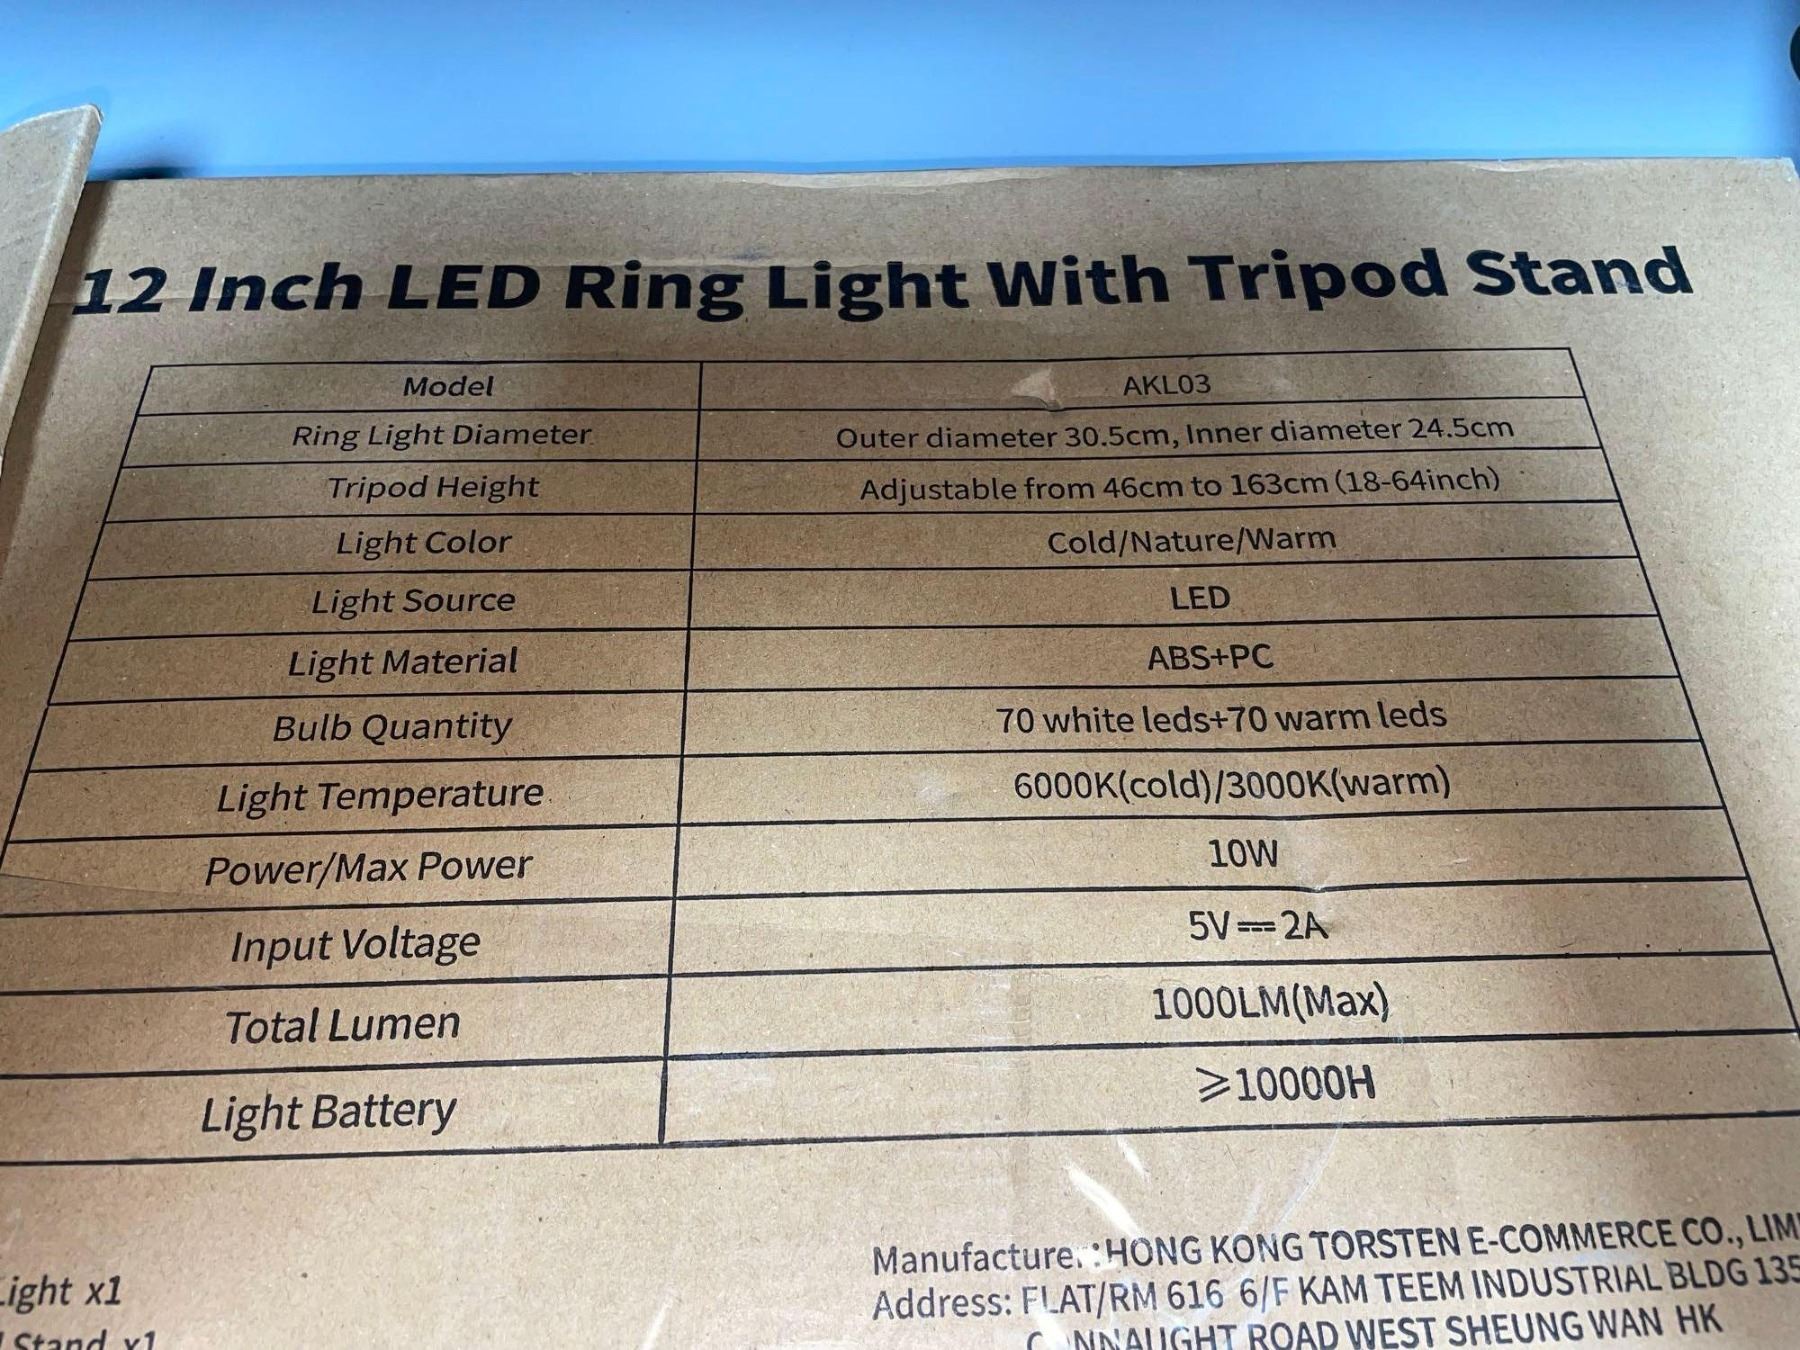 12 Inch LED Ring Light With Tripod Stand
Model AKL03
Ring Light Diameter Outer diameter 30.5cm, Inner diameter 24.5cm
Tripod Height Adjustable from 46cm to 163cm (18-64inch)
Light Color Cold/Nature/Warm
Light Source LED
Light Material ABS+PC
Bulb Quantity 70 white leds+70 warm leds
Light Temperature 6000K(cold)/3000K(warm)
Power/Max Power 10W
Input Voltage 5V⎓2A
Total Lumen 1000LM(Max)
Light Battery ⩾10000H
Light x1
Stand x1
Manufacture: HONG KONG TORSTEN E-COMMERCE CO., LIM
Address: FLAT/RM 616 6/F KAM TEEM INDUSTRIAL BLDG 135
CONNAUGHT ROAD WEST SHEUNG WAN HK